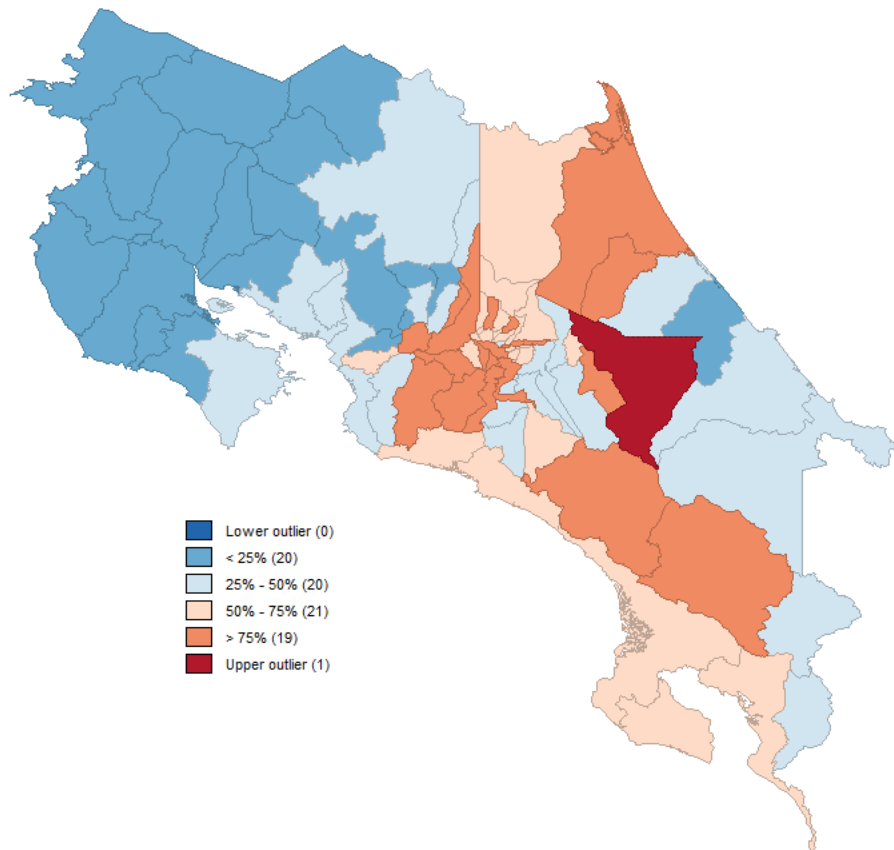 Lower outlier (0)
< 25% (20)
25% - 50% (20)
50% - 75% (21)
> 75% (19)
Upper outlier (1)